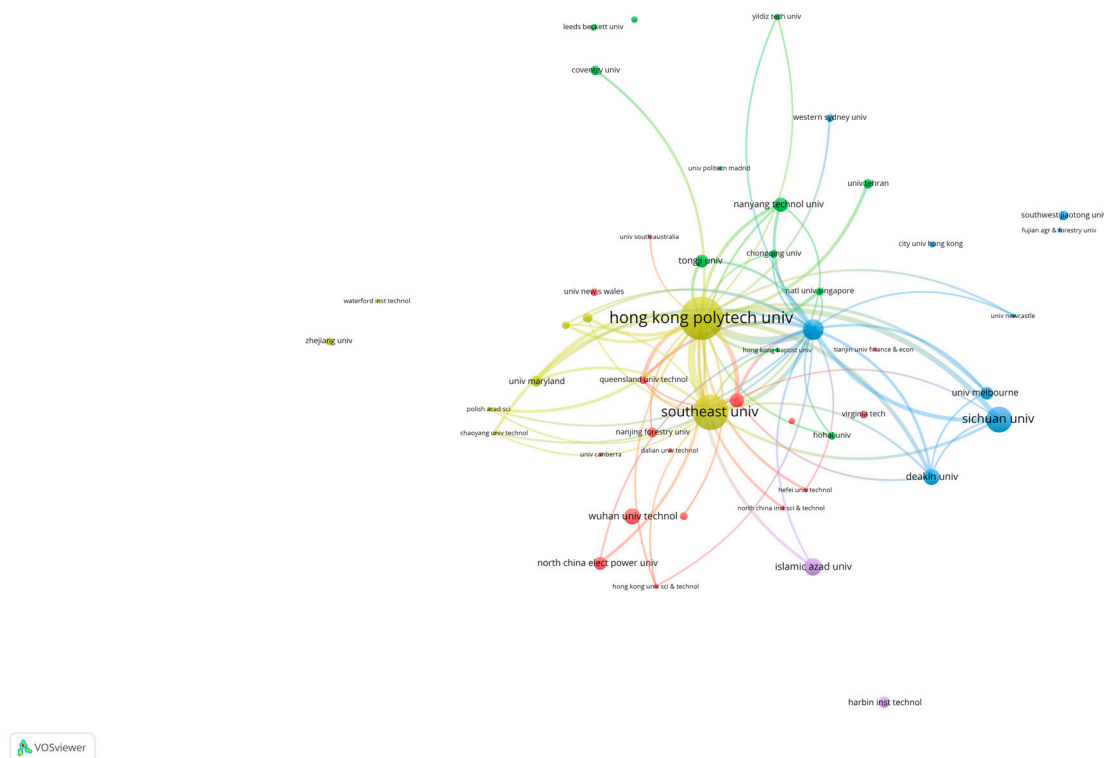 yildiz tech univ
leeds beckett univ
coventry univ
western sydney univ
univ politecn madrid
univ tehran
nanyang technol univ
southwest jiaotong univ
fujian agr & forestry univ
univ south australia
city univ hong kong
chongqing univ
tongji univ
univ new s wales
natl univ singapore
waterford inst technol
hong kong polytech univ
univ newcastle
zhejiang univ
hong kong baptist univ
tianjin univ finance & econ
univ maryland
queensland univ technol
univ melbourne
polish acad sci
southeast univ
virginia tech
sichuan univ
chaoyang univ technol
nanjing forestry univ
hohai univ
univ canberra
dalian univ technol
deakin univ
hefei univ technol
north china inst sci & technol
wuhan univ technol
north china elect power univ
islamic azad univ
hong kong univ sci & technol
harbin inst technol
VOSviewer